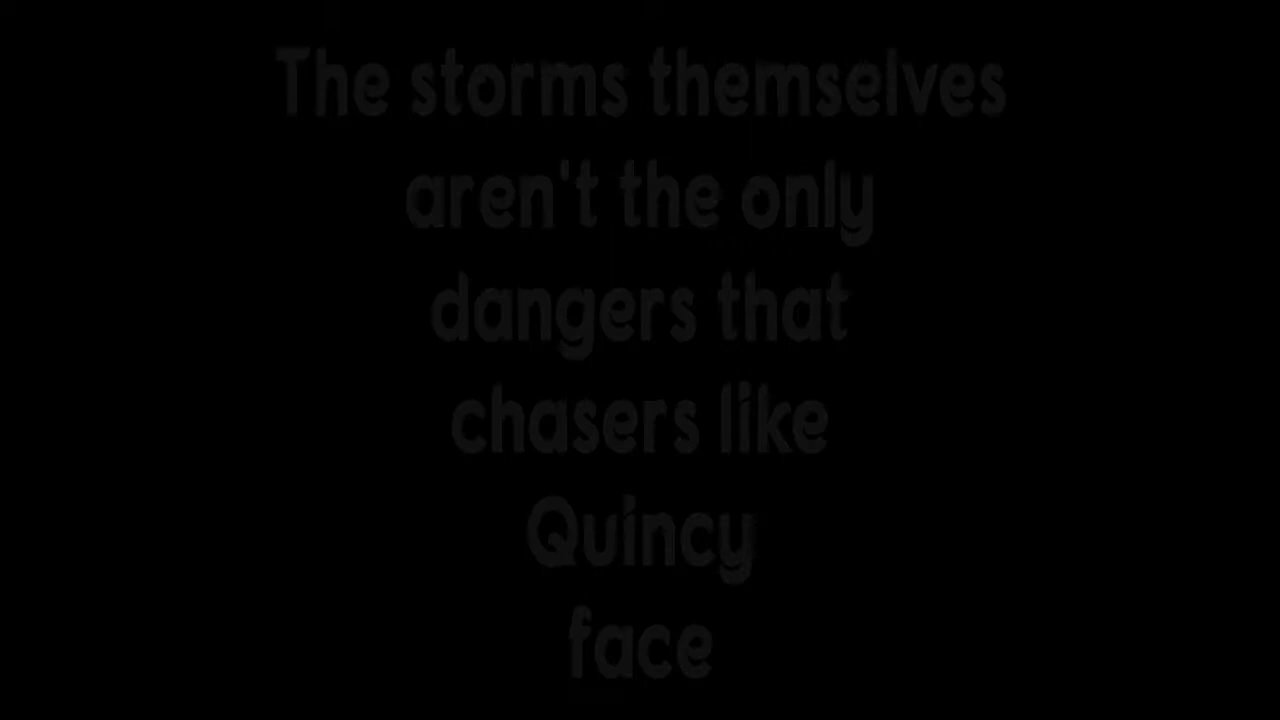 The storms themselves
aren't the only
dangers that
chasers like
Quincy
face